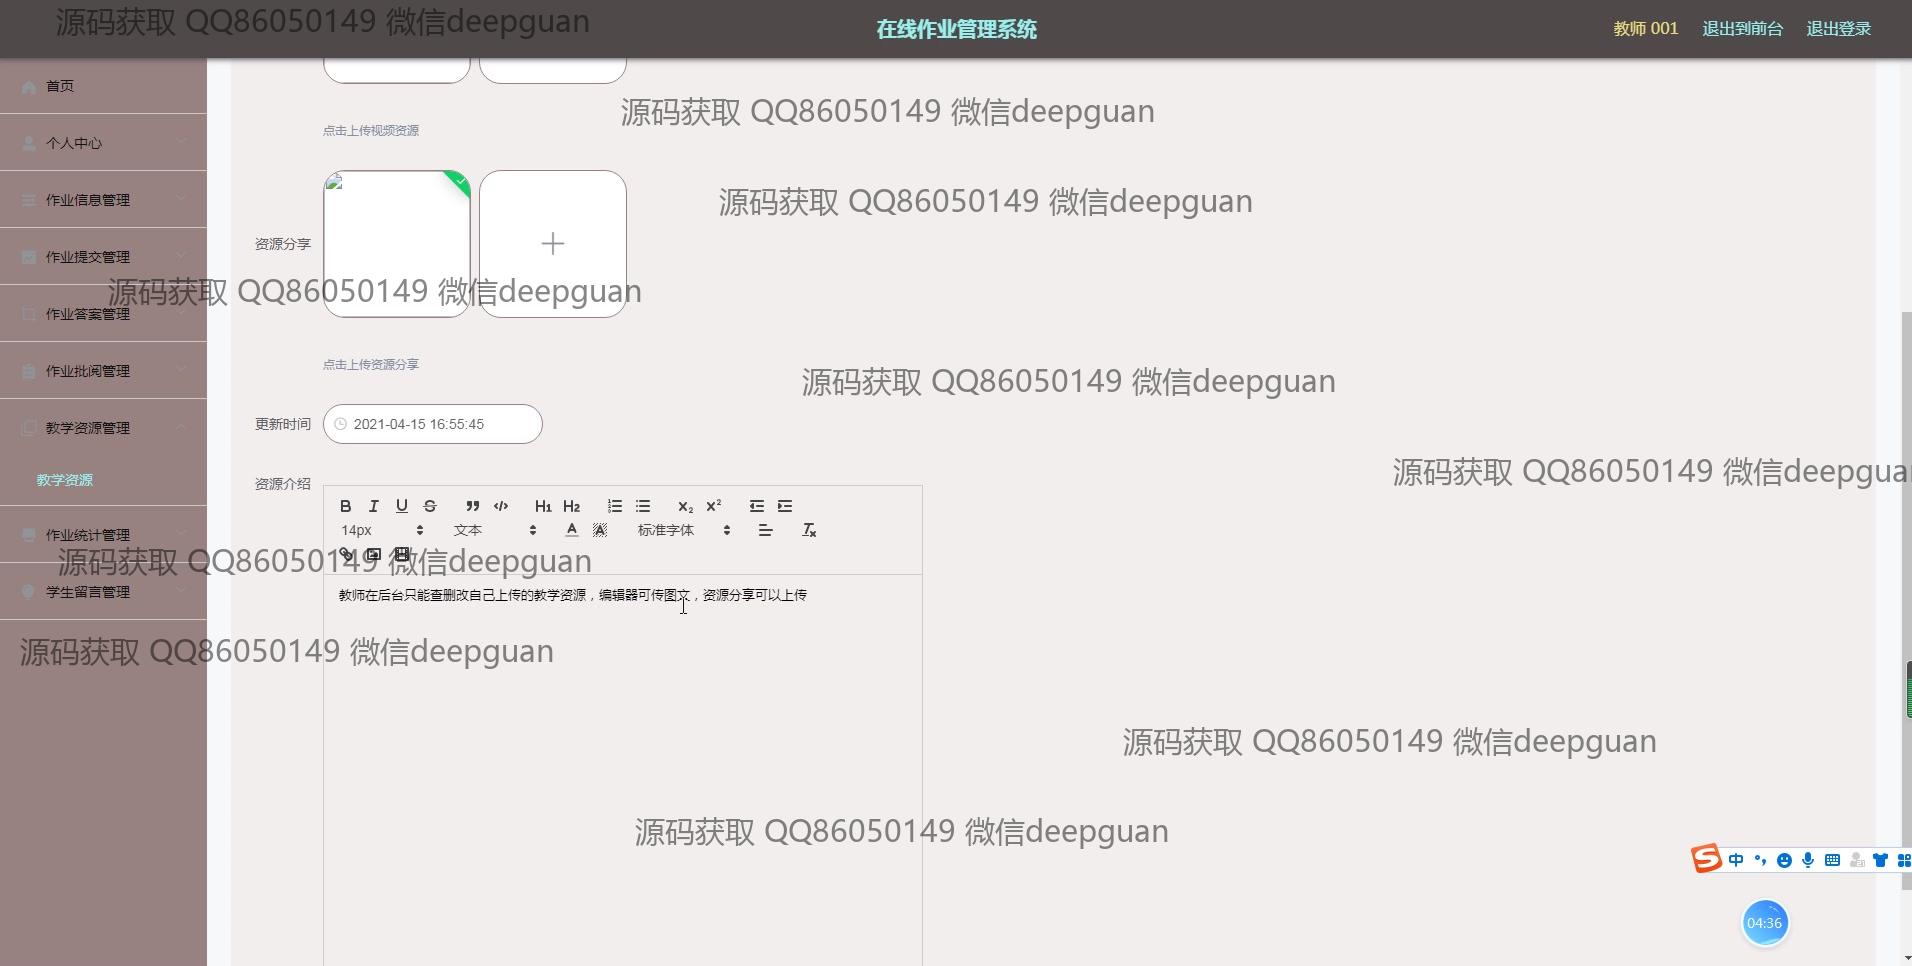 源码获取 QQ86050149 微信deepguan
在线作业管理系统
教师 001
退出到前台
退出登录
首页
个人中心
作业信息管理
作业提交管理
作业答案管理
作业批阅管理
教学资源管理
教学资源
作业统计管理
学生留言管理
源码获取 QQ86050149 微信deepguan
点击上传视频资源
源码获取 QQ86050149 微信deepguan
资源分享
源码获取 QQ86050149 微信deepguan
点击上传资源分享
源码获取 QQ86050149 微信deepguan
更新时间
2021-04-15 16:55:45
源码获取 QQ86050149 微信deepguan
资源介绍
B I U S H1 H2 X₂ X²
14px 文本 A A 标准字体 Tx
源码获取 QQ86050149 微信deepguan
教师在后台只能查删改自己上传的教学资源，编辑器可传图文，资源分享可以上传
源码获取 QQ86050149 微信deepguan
源码获取 QQ86050149 微信deepguan
源码获取 QQ86050149 微信deepguan
中
04:36